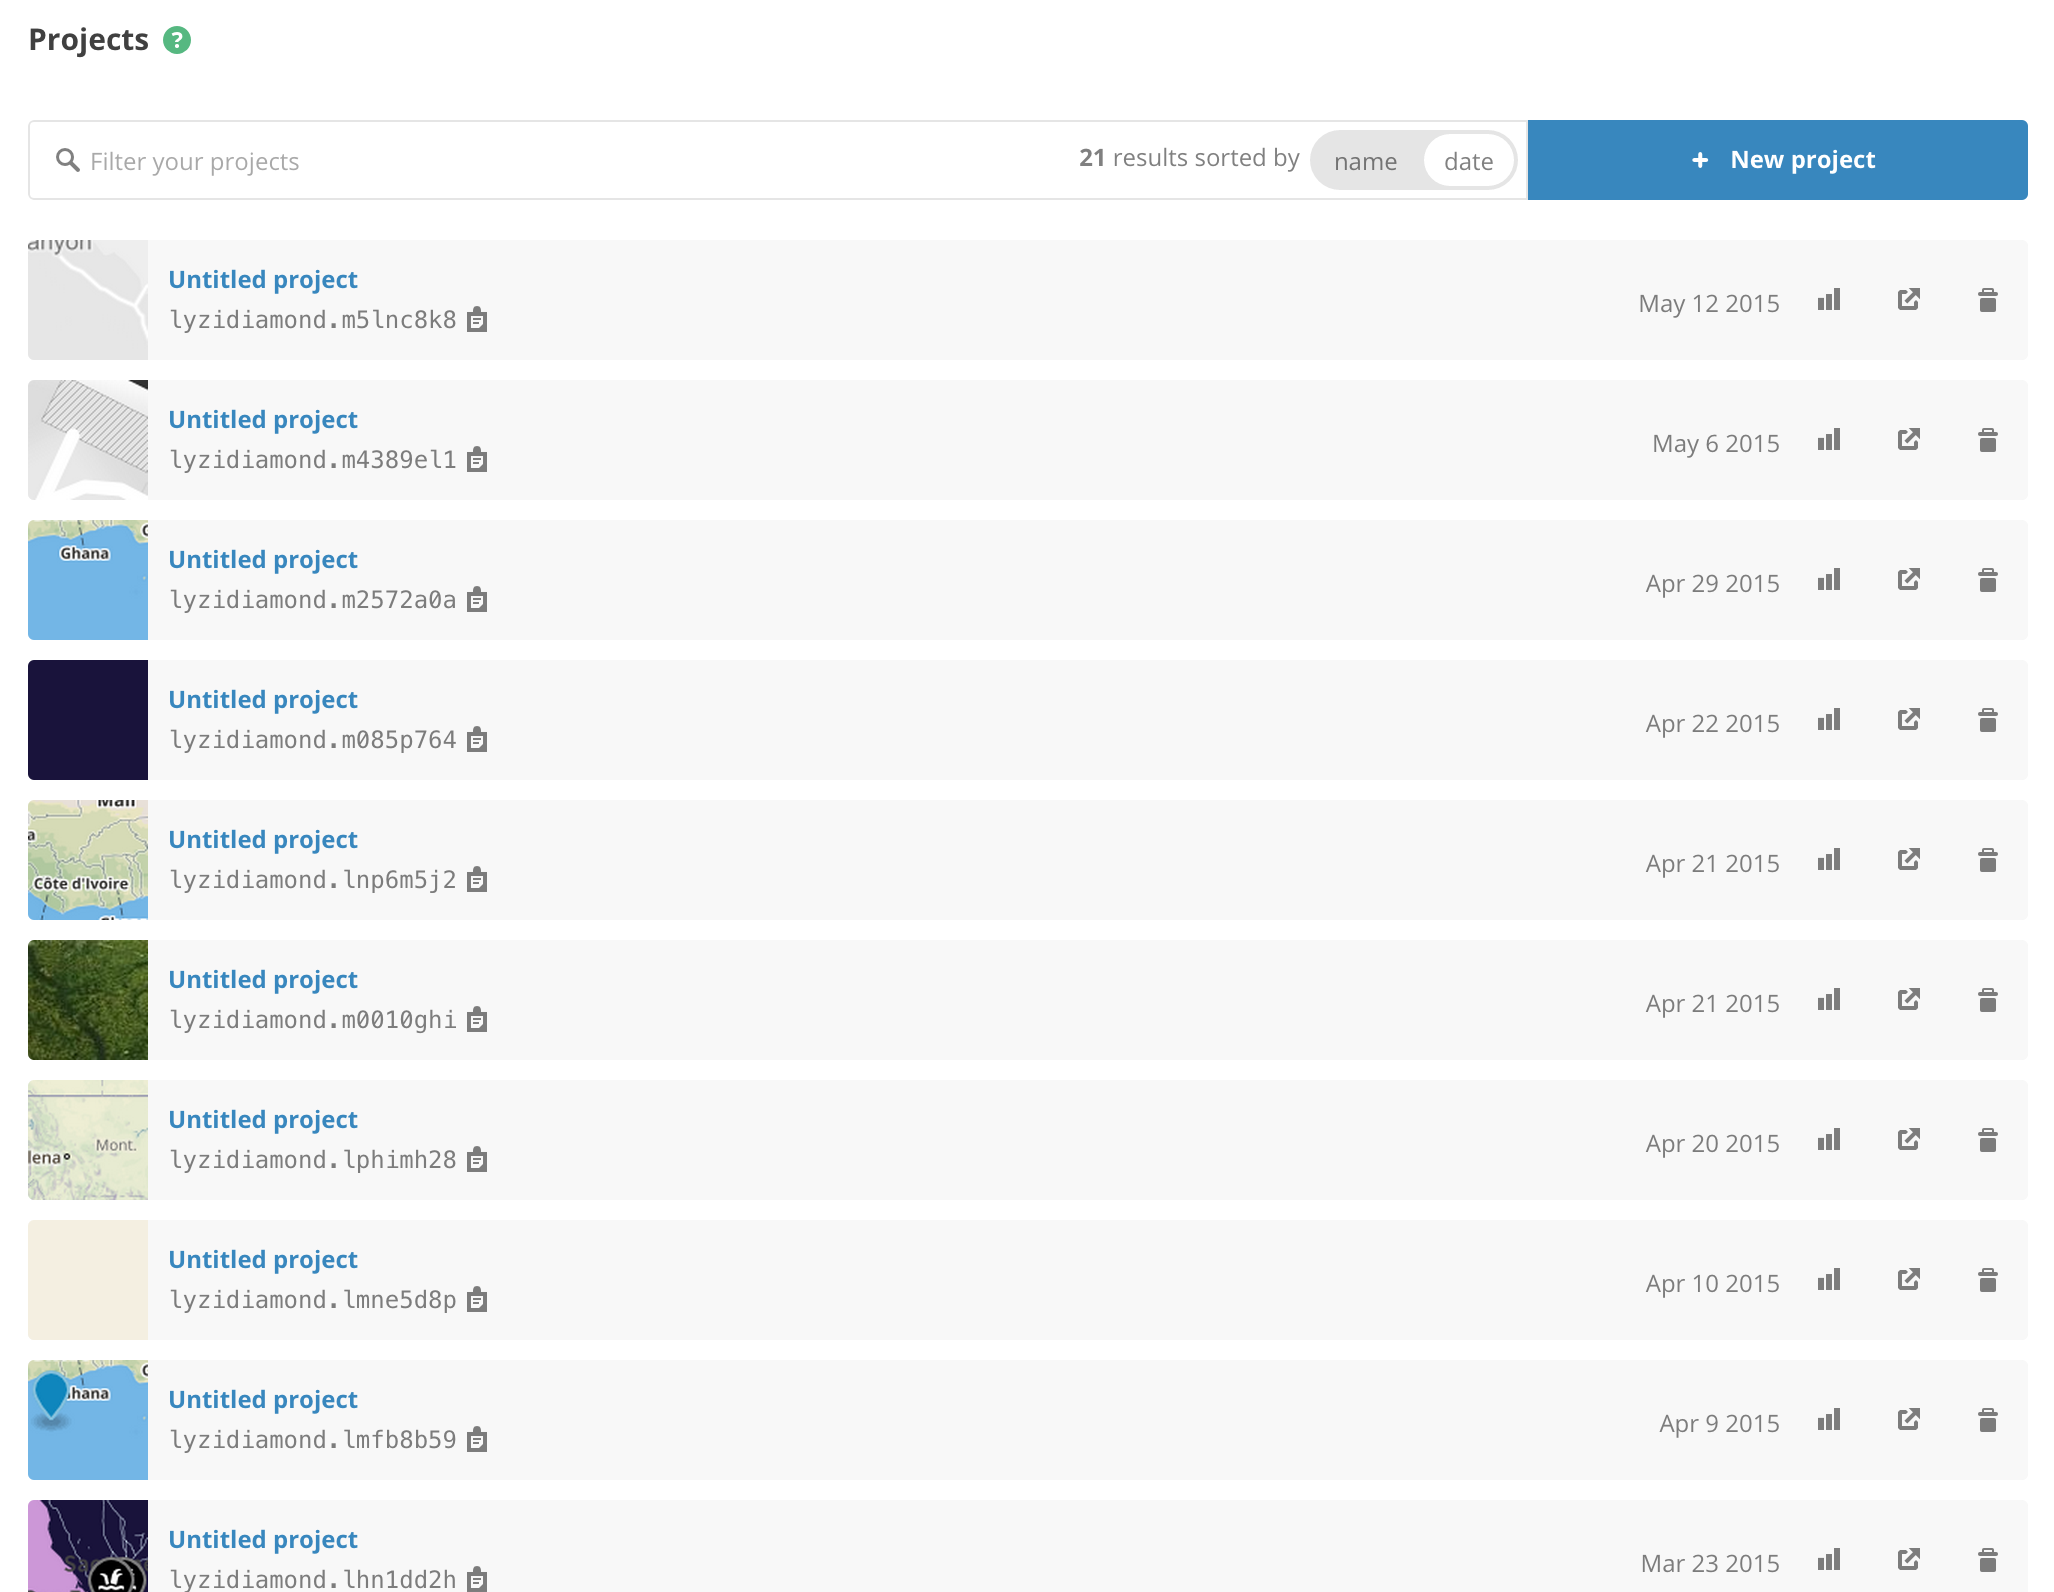 Projects ?
Filter your projects
21 results sorted by name date
+ New project
anyon
Untitled project
lyzidiamond.m5lnc8k8
May 12 2015
Untitled project
lyzidiamond.m4389el1
May 6 2015
Ghana
Untitled project
lyzidiamond.m2572a0a
Apr 29 2015
Untitled project
lyzidiamond.m085p764
Apr 22 2015
Mali
a
Côte d'Ivoire
Untitled project
lyzidiamond.lnp6m5j2
Apr 21 2015
Untitled project
lyzidiamond.m0010ghi
Apr 21 2015
Mont.
lena
Untitled project
lyzidiamond.lphimh28
Apr 20 2015
Untitled project
lyzidiamond.lmne5d8p
Apr 10 2015
hana
Untitled project
lyzidiamond.lmfb8b59
Apr 9 2015
Untitled project
lyzidiamond.lhn1dd2h
Mar 23 2015